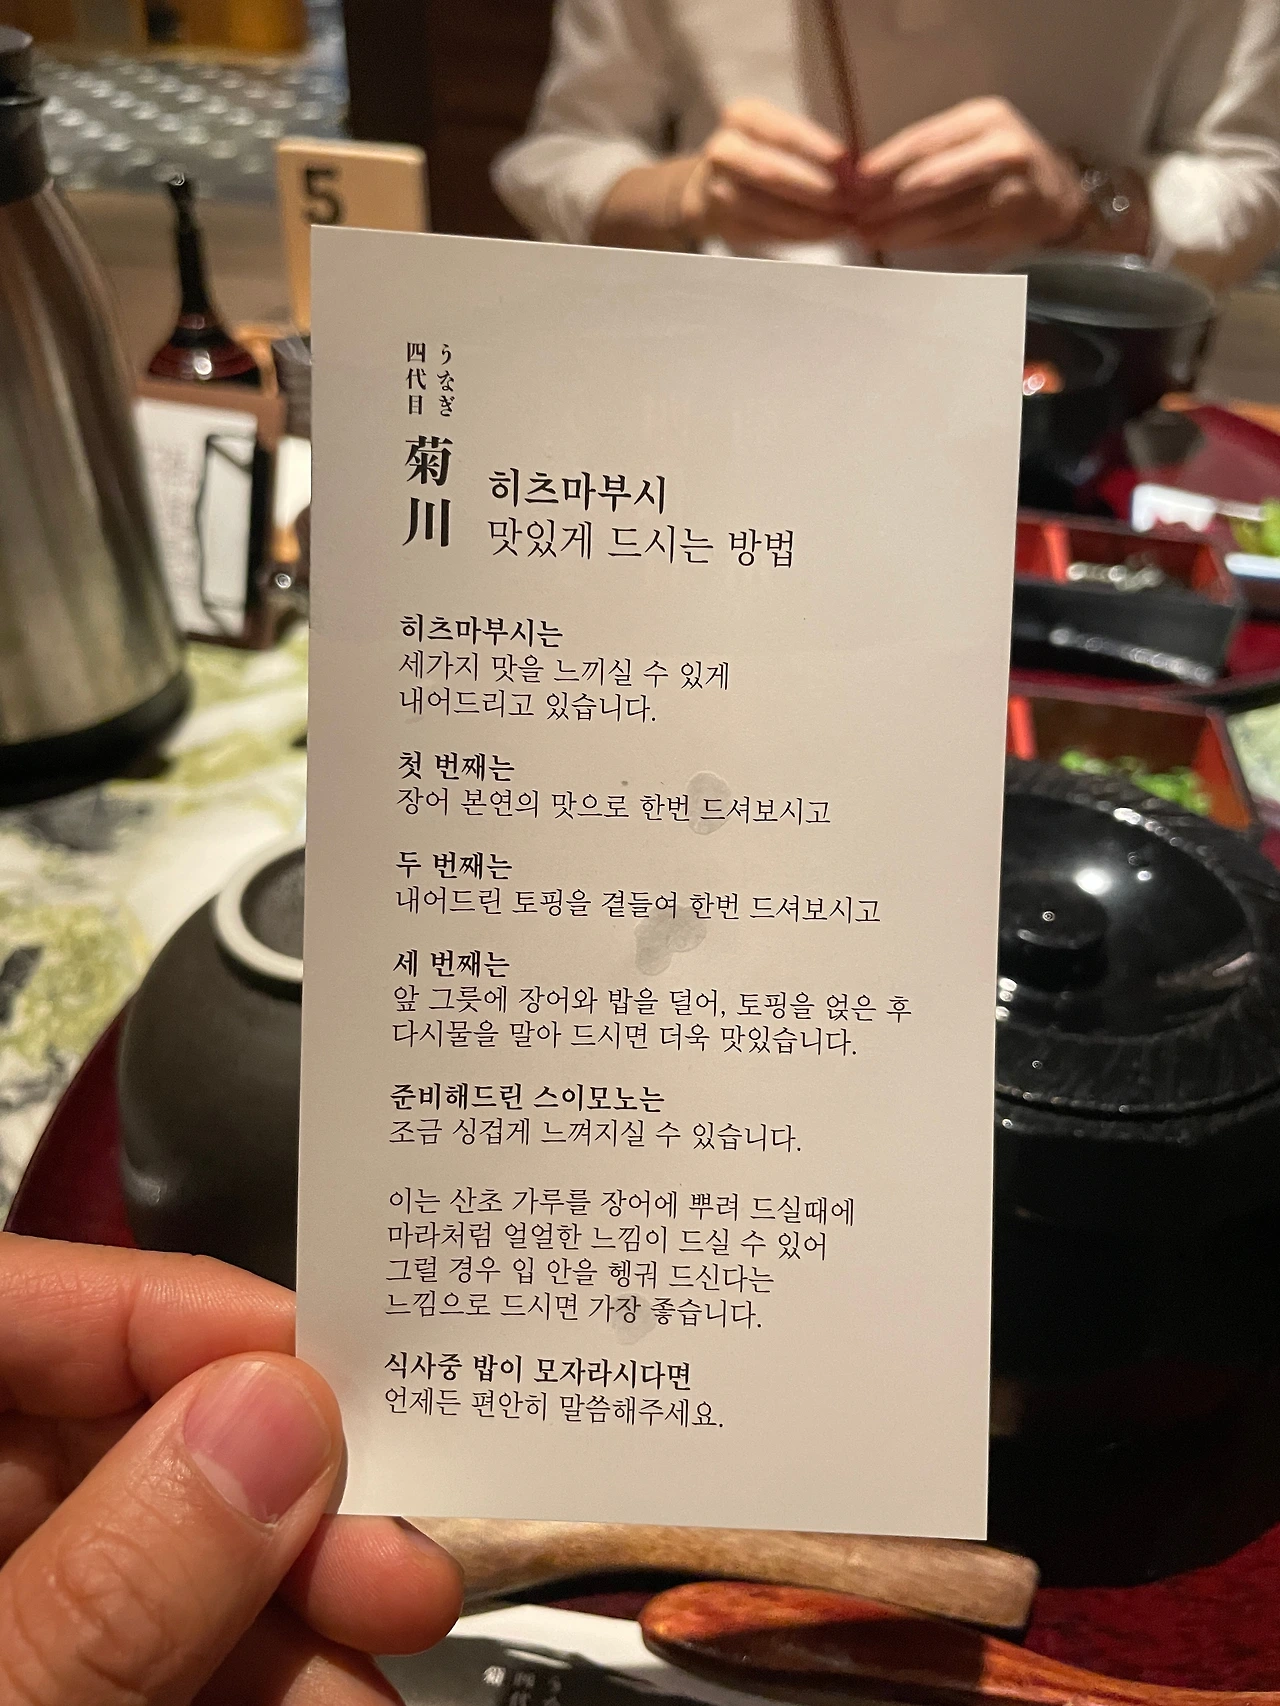 5
うなぎ
四代目
菊川
히츠마부시
맛있게 드시는 방법
히츠마부시는
세가지 맛을 느끼실 수 있게
내어드리고 있습니다.
첫 번째는
장어 본연의 맛으로 한번 드셔보시고
두 번째는
내어드린 토핑을 곁들여 한번 드셔보시고
세 번째는
앞 그릇에 장어와 밥을 덜어, 토핑을 얹은 후
다시물을 말아 드시면 더욱 맛있습니다.
준비해드린 스이모노는
조금 싱겁게 느껴지실 수 있습니다.
이는 산초 가루를 장어에 뿌려 드실때에
마라처럼 얼얼한 느낌이 드실 수 있어
그럴 경우 입 안을 헹궈 드신다는
느낌으로 드시면 가장 좋습니다.
식사중 밥이 모자라시다면
언제든 편안히 말씀해주세요.